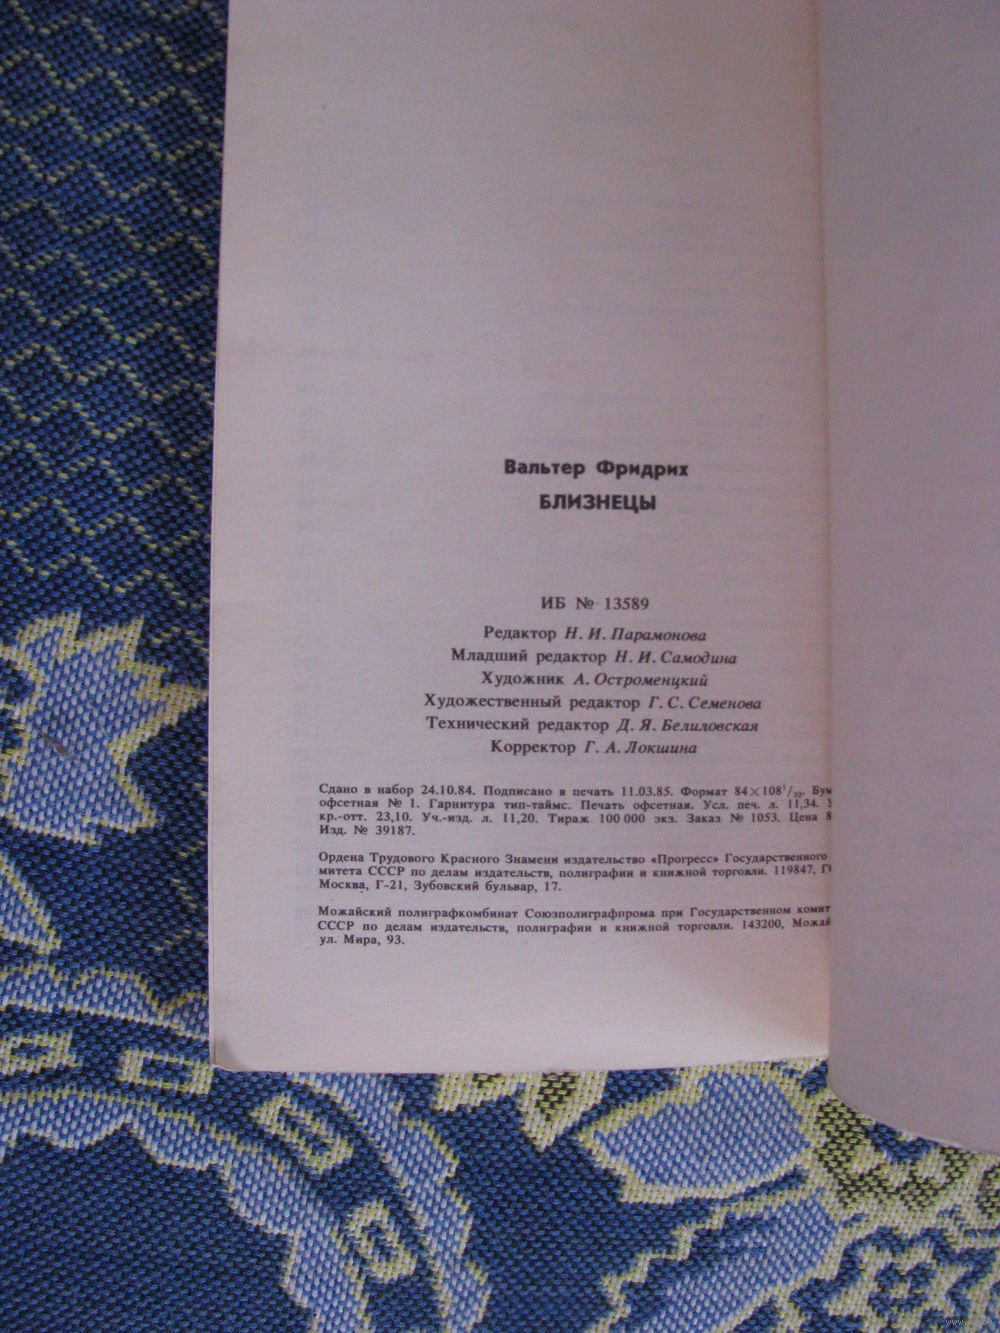 Вальтер Фридрих
БЛИЗНЕЦЫ
ИБ № 13589
Редактор Н. И. Парамонова
Младший редактор Н. И. Самодина
Художник А. Остроменцкий
Художественный редактор Г. С. Семенова
Технический редактор Д. Я. Белиловская
Корректор Г. А. Локшина
Сдано в набор 24.10.84. Подписано в печать 11.03.85. Формат 84×108¹/₃₂. Бум
офсетная № 1. Гарнитура тип-таймс. Печать офсетная. Усл. печ. л. 11,34.
кр.-отт. 23,10. Уч.-изд. л. 11,20. Тираж 100 000 экз. Заказ № 1053. Цена 8
Изд. № 39187.
Ордена Трудового Красного Знамени издательство «Прогресс» Государственного
митета СССР по делам издательств, полиграфии и книжной торговли. 119847,
Москва, Г-21, Зубовский бульвар, 17.
Можайский полиграфкомбинат Союзполиграфпрома при Государственном комит
СССР по делам издательств, полиграфии и книжной торговли. 143200, Можай
ул. Мира, 93.